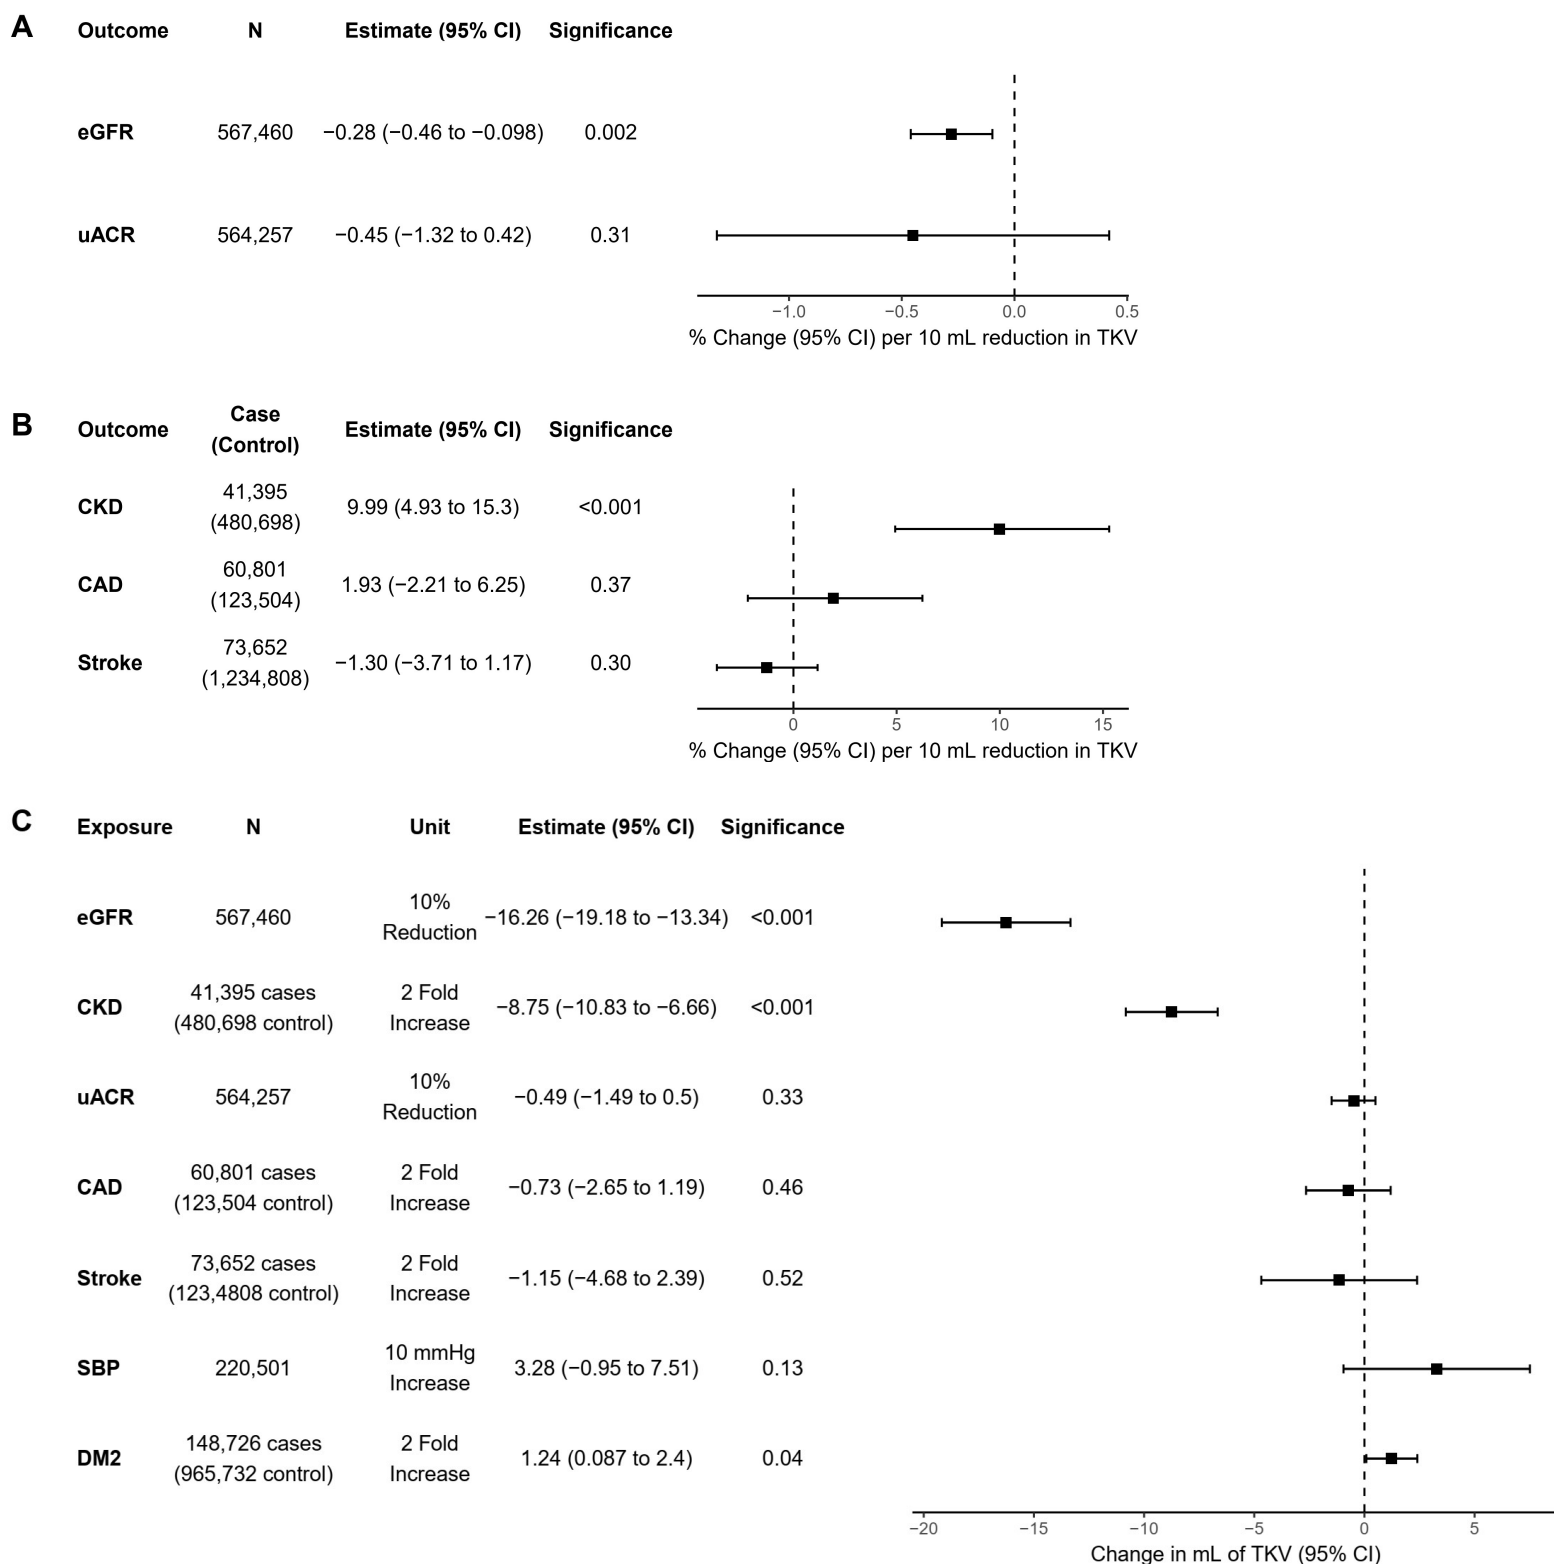 A Outcome N Estimate (95% CI) Significance
eGFR 567,460 −0.28 (−0.46 to −0.098) 0.002
uACR 564,257 −0.45 (−1.32 to 0.42) 0.31
−1.0 −0.5 0.0 0.5
% Change (95% CI) per 10 mL reduction in TKV
B Outcome Case (Control) Estimate (95% CI) Significance
CKD 41,395 (480,698) 9.99 (4.93 to 15.3) <0.001
CAD 60,801 (123,504) 1.93 (−2.21 to 6.25) 0.37
Stroke 73,652 (1,234,808) −1.30 (−3.71 to 1.17) 0.30
0 5 10 15
% Change (95% CI) per 10 mL reduction in TKV
C Exposure N Unit Estimate (95% CI) Significance
eGFR 567,460 10% Reduction −16.26 (−19.18 to −13.34) <0.001
CKD 41,395 cases (480,698 control) 2 Fold Increase −8.75 (−10.83 to −6.66) <0.001
uACR 564,257 10% Reduction −0.49 (−1.49 to 0.5) 0.33
CAD 60,801 cases (123,504 control) 2 Fold Increase −0.73 (−2.65 to 1.19) 0.46
Stroke 73,652 cases (123,4808 control) 2 Fold Increase −1.15 (−4.68 to 2.39) 0.52
SBP 220,501 10 mmHg Increase 3.28 (−0.95 to 7.51) 0.13
DM2 148,726 cases (965,732 control) 2 Fold Increase 1.24 (0.087 to 2.4) 0.04
−20 −15 −10 −5 0 5
Change in mL of TKV (95% CI)